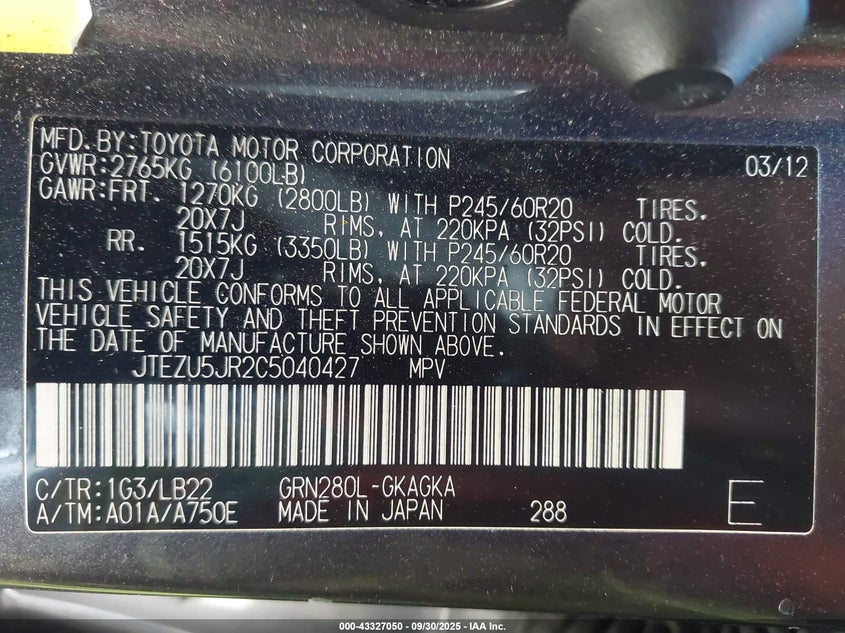 MFD. BY: TOYOTA MOTOR CORPORATION 03/12
GVWR: 2765KG (6100LB)
GAWR: FRT. 1270KG (2800LB) WITH P245/60R20 TIRES,
20X7J RIMS, AT 220KPA (32PSI) COLD.
RR. 1515KG (3350LB) WITH P245/60R20 TIRES,
20X7J RIMS, AT 220KPA (32PSI) COLD.
THIS VEHICLE CONFORMS TO ALL APPLICABLE FEDERAL MOTOR
VEHICLE SAFETY AND THEFT PREVENTION STANDARDS IN EFFECT ON
THE DATE OF MANUFACTURE SHOWN ABOVE.
JTEZU5JR2C5040427 MPV
C/TR: 1G3/LB22 GRN280L-GKAGKA
A/TM: A01A/A750E MADE IN JAPAN 288 E
000-43327050 - 09/30/2025 - IAA Inc.